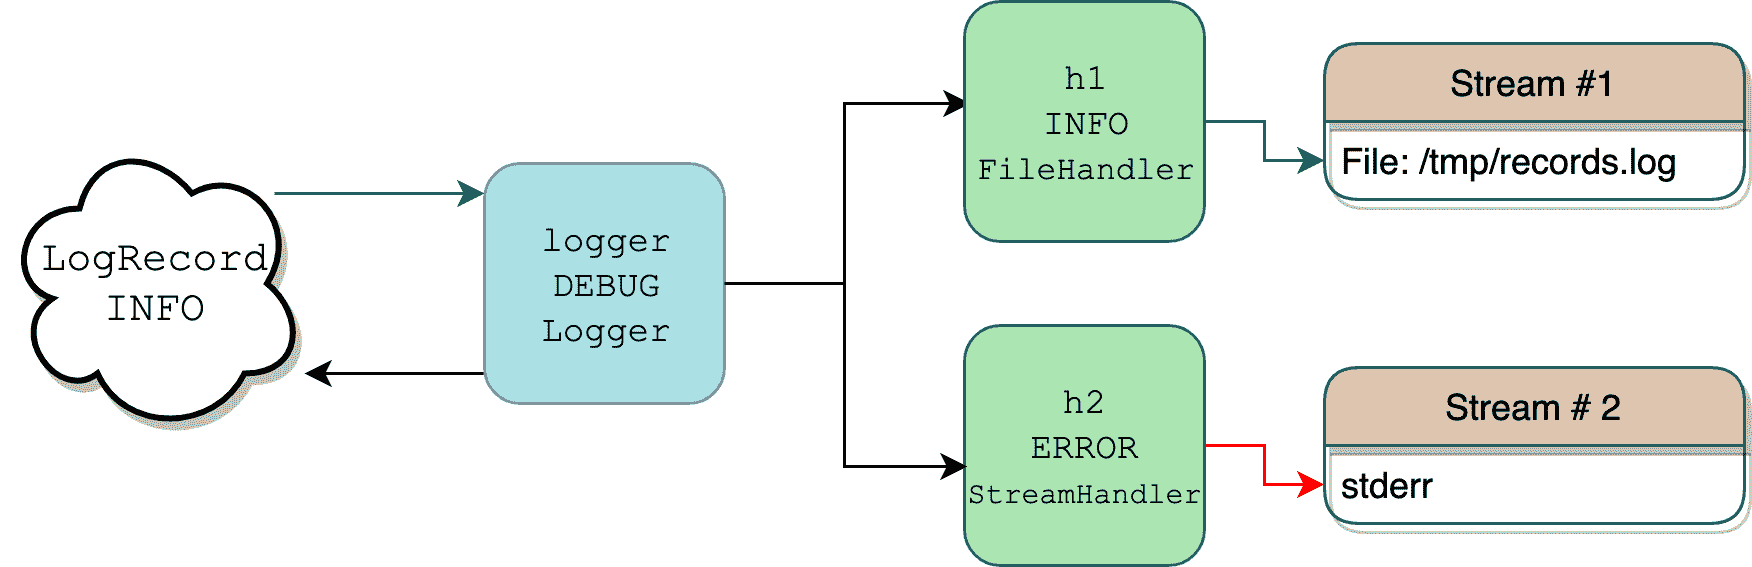 LogRecord
INFO
logger
DEBUG
Logger
h1
INFO
FileHandler
Stream #1
File: /tmp/records.log
h2
ERROR
StreamHandler
Stream # 2
stderr